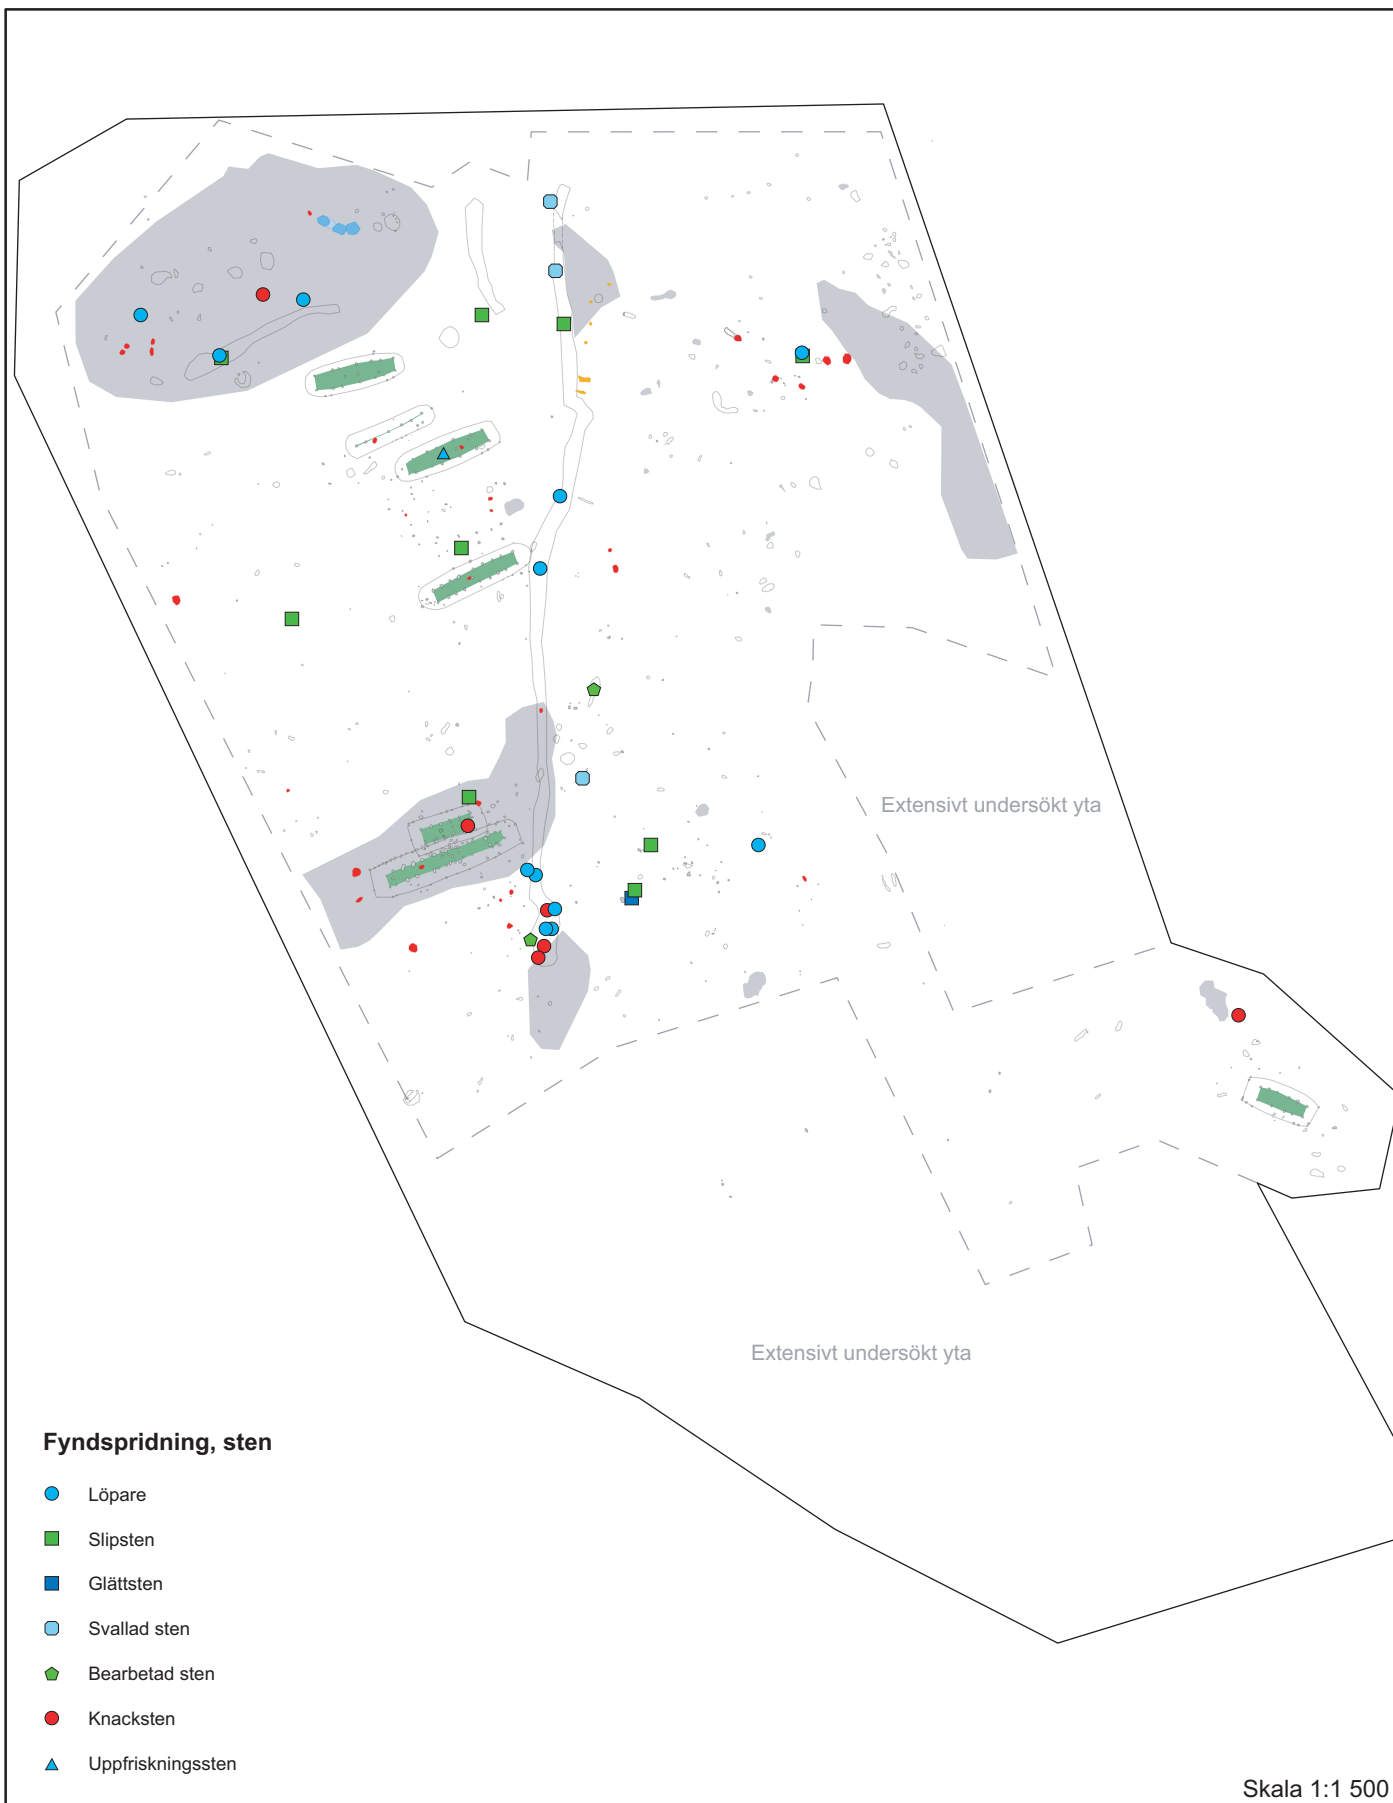 Extensivt undersökt yta
Extensivt undersökt yta
Fyndspridning, sten
Löpare
Slipsten
Glättsten
Svallad sten
Bearbetad sten
Knacksten
Uppfriskningssten
Skala 1:1 500